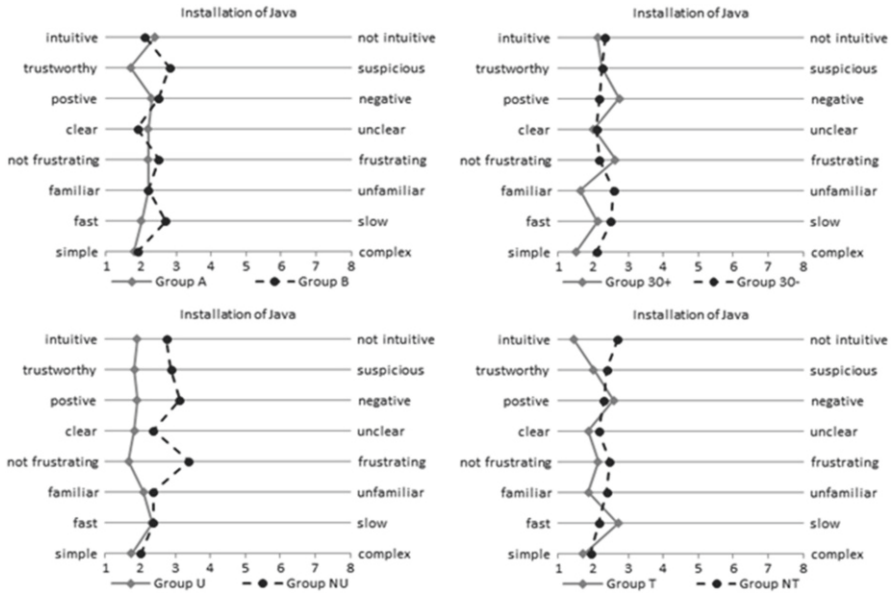 Installation of Java
intuitive not intuitive
trustworthy suspicious
postive negative
clear unclear
not frustrating frustrating
familiar unfamiliar
fast slow
simple complex
1 2 3 4 5 6 7 8
Group A Group B
Installation of Java
intuitive not intuitive
trustworthy suspicious
postive negative
clear unclear
not frustrating frustrating
familiar unfamiliar
fast slow
simple complex
1 2 3 4 5 6 7 8
Group 30+ Group 30-
Installation of Java
intuitive not intuitive
trustworthy suspicious
postive negative
clear unclear
not frustrating frustrating
familiar unfamiliar
fast slow
simple complex
1 2 3 4 5 6 7 8
Group U Group NU
Installation of Java
intuitive not intuitive
trustworthy suspicious
postive negative
clear unclear
not frustrating frustrating
familiar unfamiliar
fast slow
simple complex
1 2 3 4 5 6 7 8
Group T Group NT